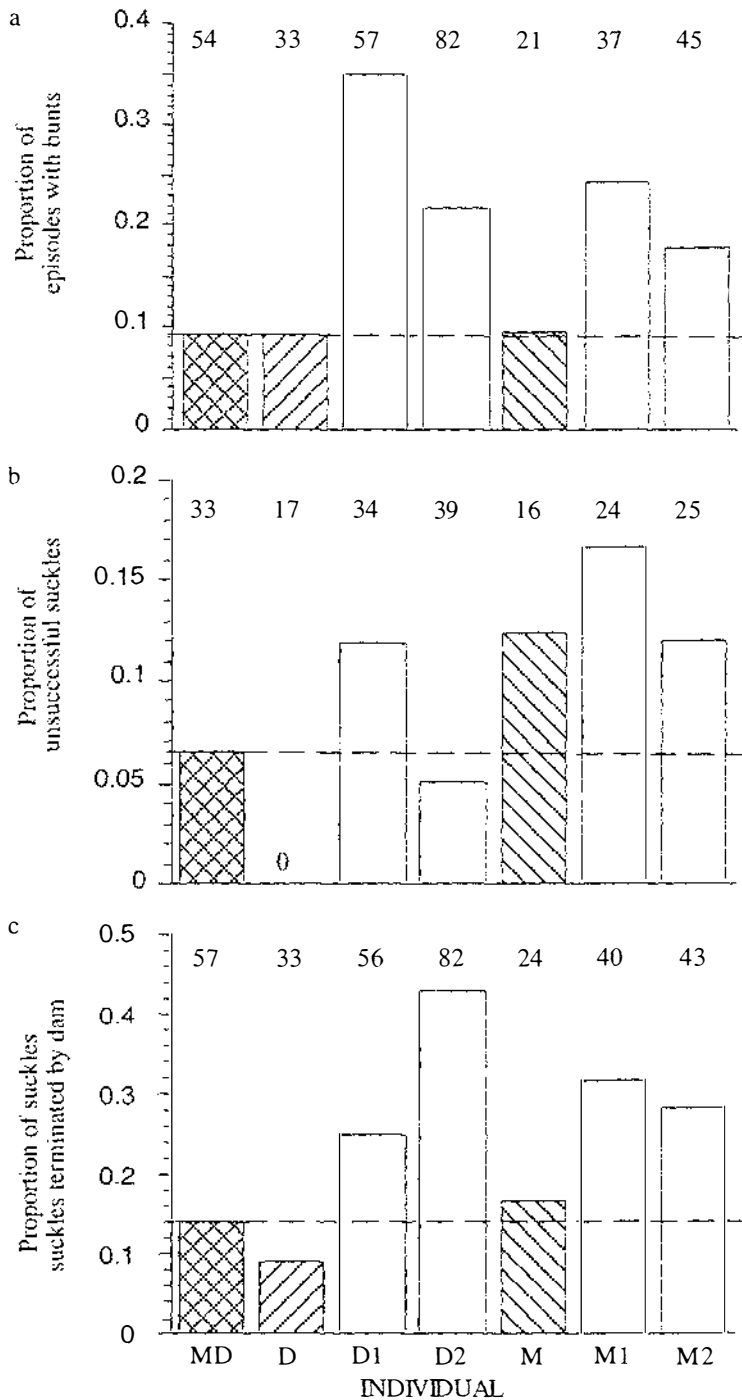 a
Proportion of
episodes with bunts
0.4
0.3
0.2
0.1
0
54 33 57 82 21 37 45
b
Proportion of
unsuccessful suckles
0.2
0.15
0.1
0.05
0
33 17 34 39 16 24 25
0
c
Proportion of suckles
suckles terminated by dam
0.5
0.4
0.3
0.2
0.1
0
57 33 56 82 24 40 43
MD D D1 D2 M M1 M2
INDIVIDUAL